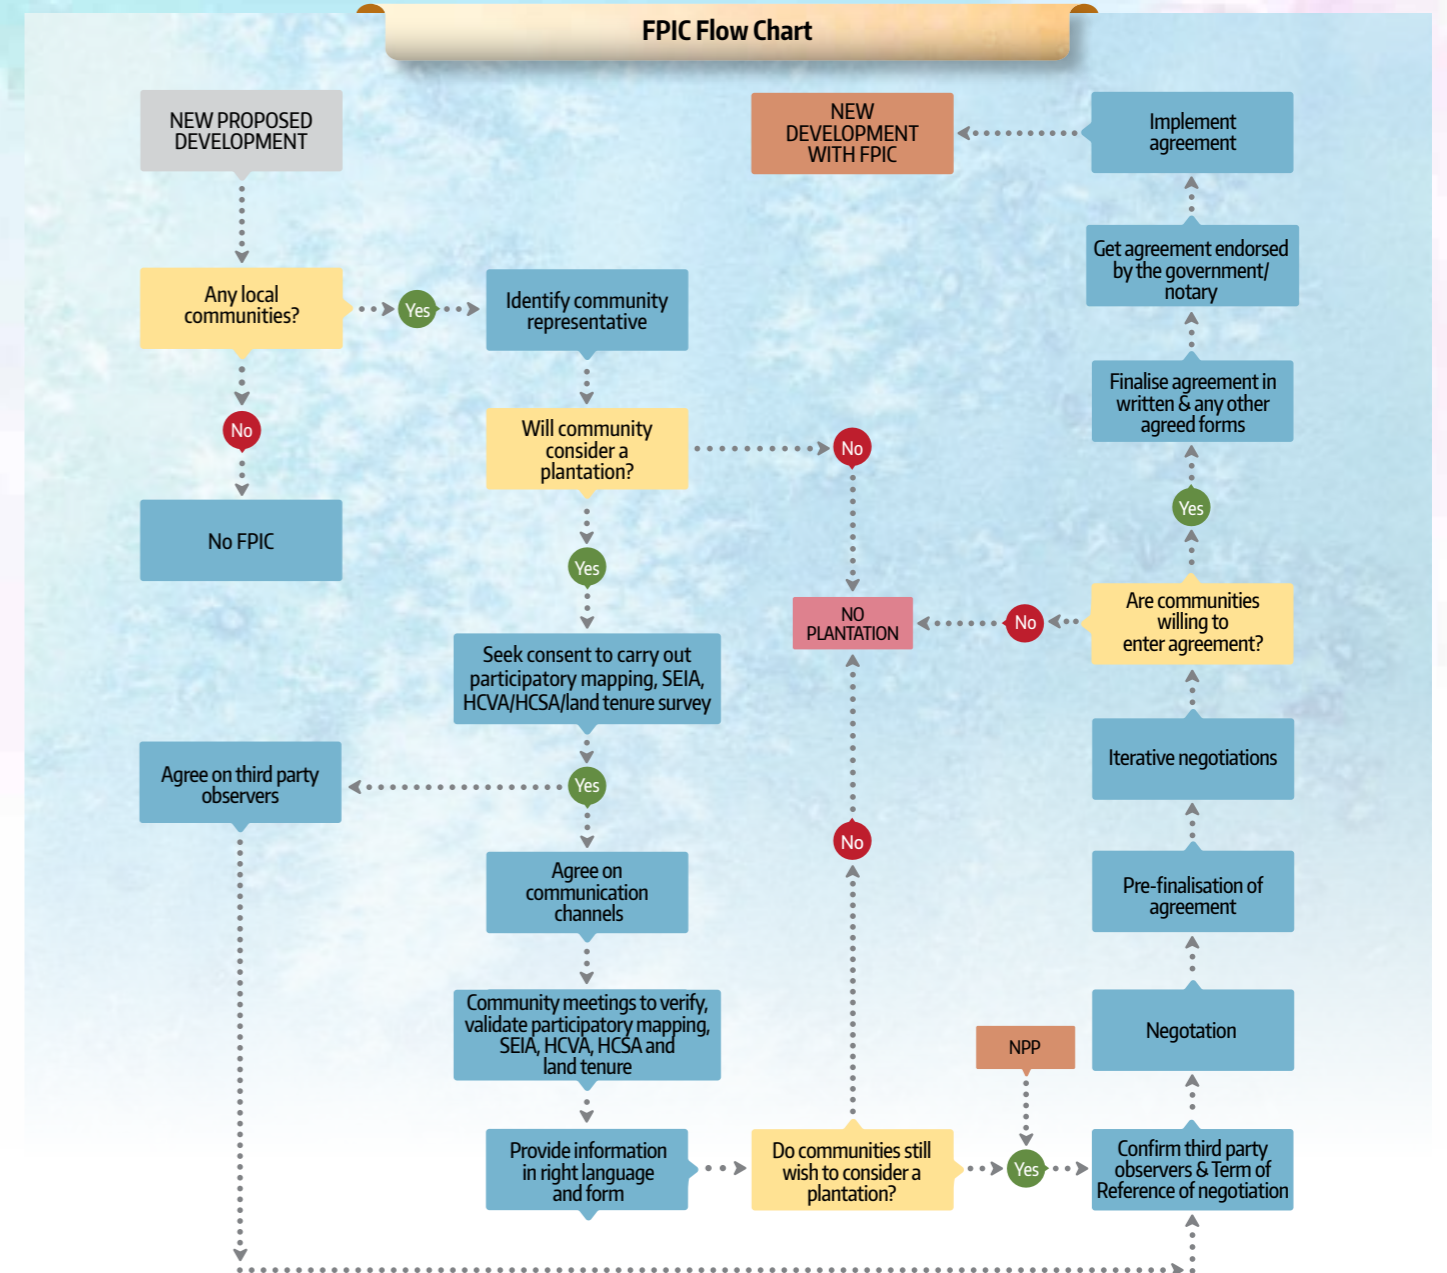 FPIC Flow Chart
NEW PROPOSED
DEVELOPMENT
NEW
DEVELOPMENT
WITH FPIC
Implement
agreement
Get agreement endorsed
by the government/
notary
Any local
communities?
Yes
Identify community
representative
No
No FPIC
Will community
consider a
plantation?
No
Finalise agreement in
written & any other
agreed forms
Yes
Yes
NO
PLANTATION
No
Are communities
willing to
enter agreement?
Seek consent to carry out
participatory mapping, SEIA,
HCVA/HCSA/land tenure survey
Iterative negotiations
Agree on third party
observers
Yes
No
Agree on
communication
channels
Pre-finalisation of
agreement
Community meetings to verify,
validate participatory mapping,
SEIA, HCVA, HCSA and
land tenure
NPP
Negotation
Provide information
in right language
and form
Do communities still
wish to consider a
plantation?
Yes
Confirm third party
observers & Term of
Reference of negotiation